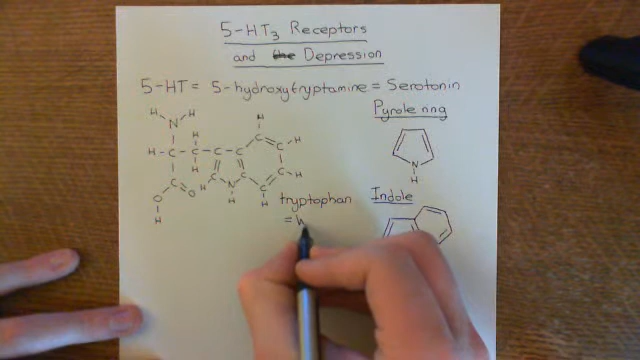 5-HT₃ Receptors
and the Depression
5-HT = 5-hydroxytryptamine = Serotonin
Pyrole ring
H
H
N
H
H
H
H - C - C - C - C
C
C
H
C
H
C
O
O
H
H
C
N
H
C
C
H
N
H
tryptophan
=
Indole